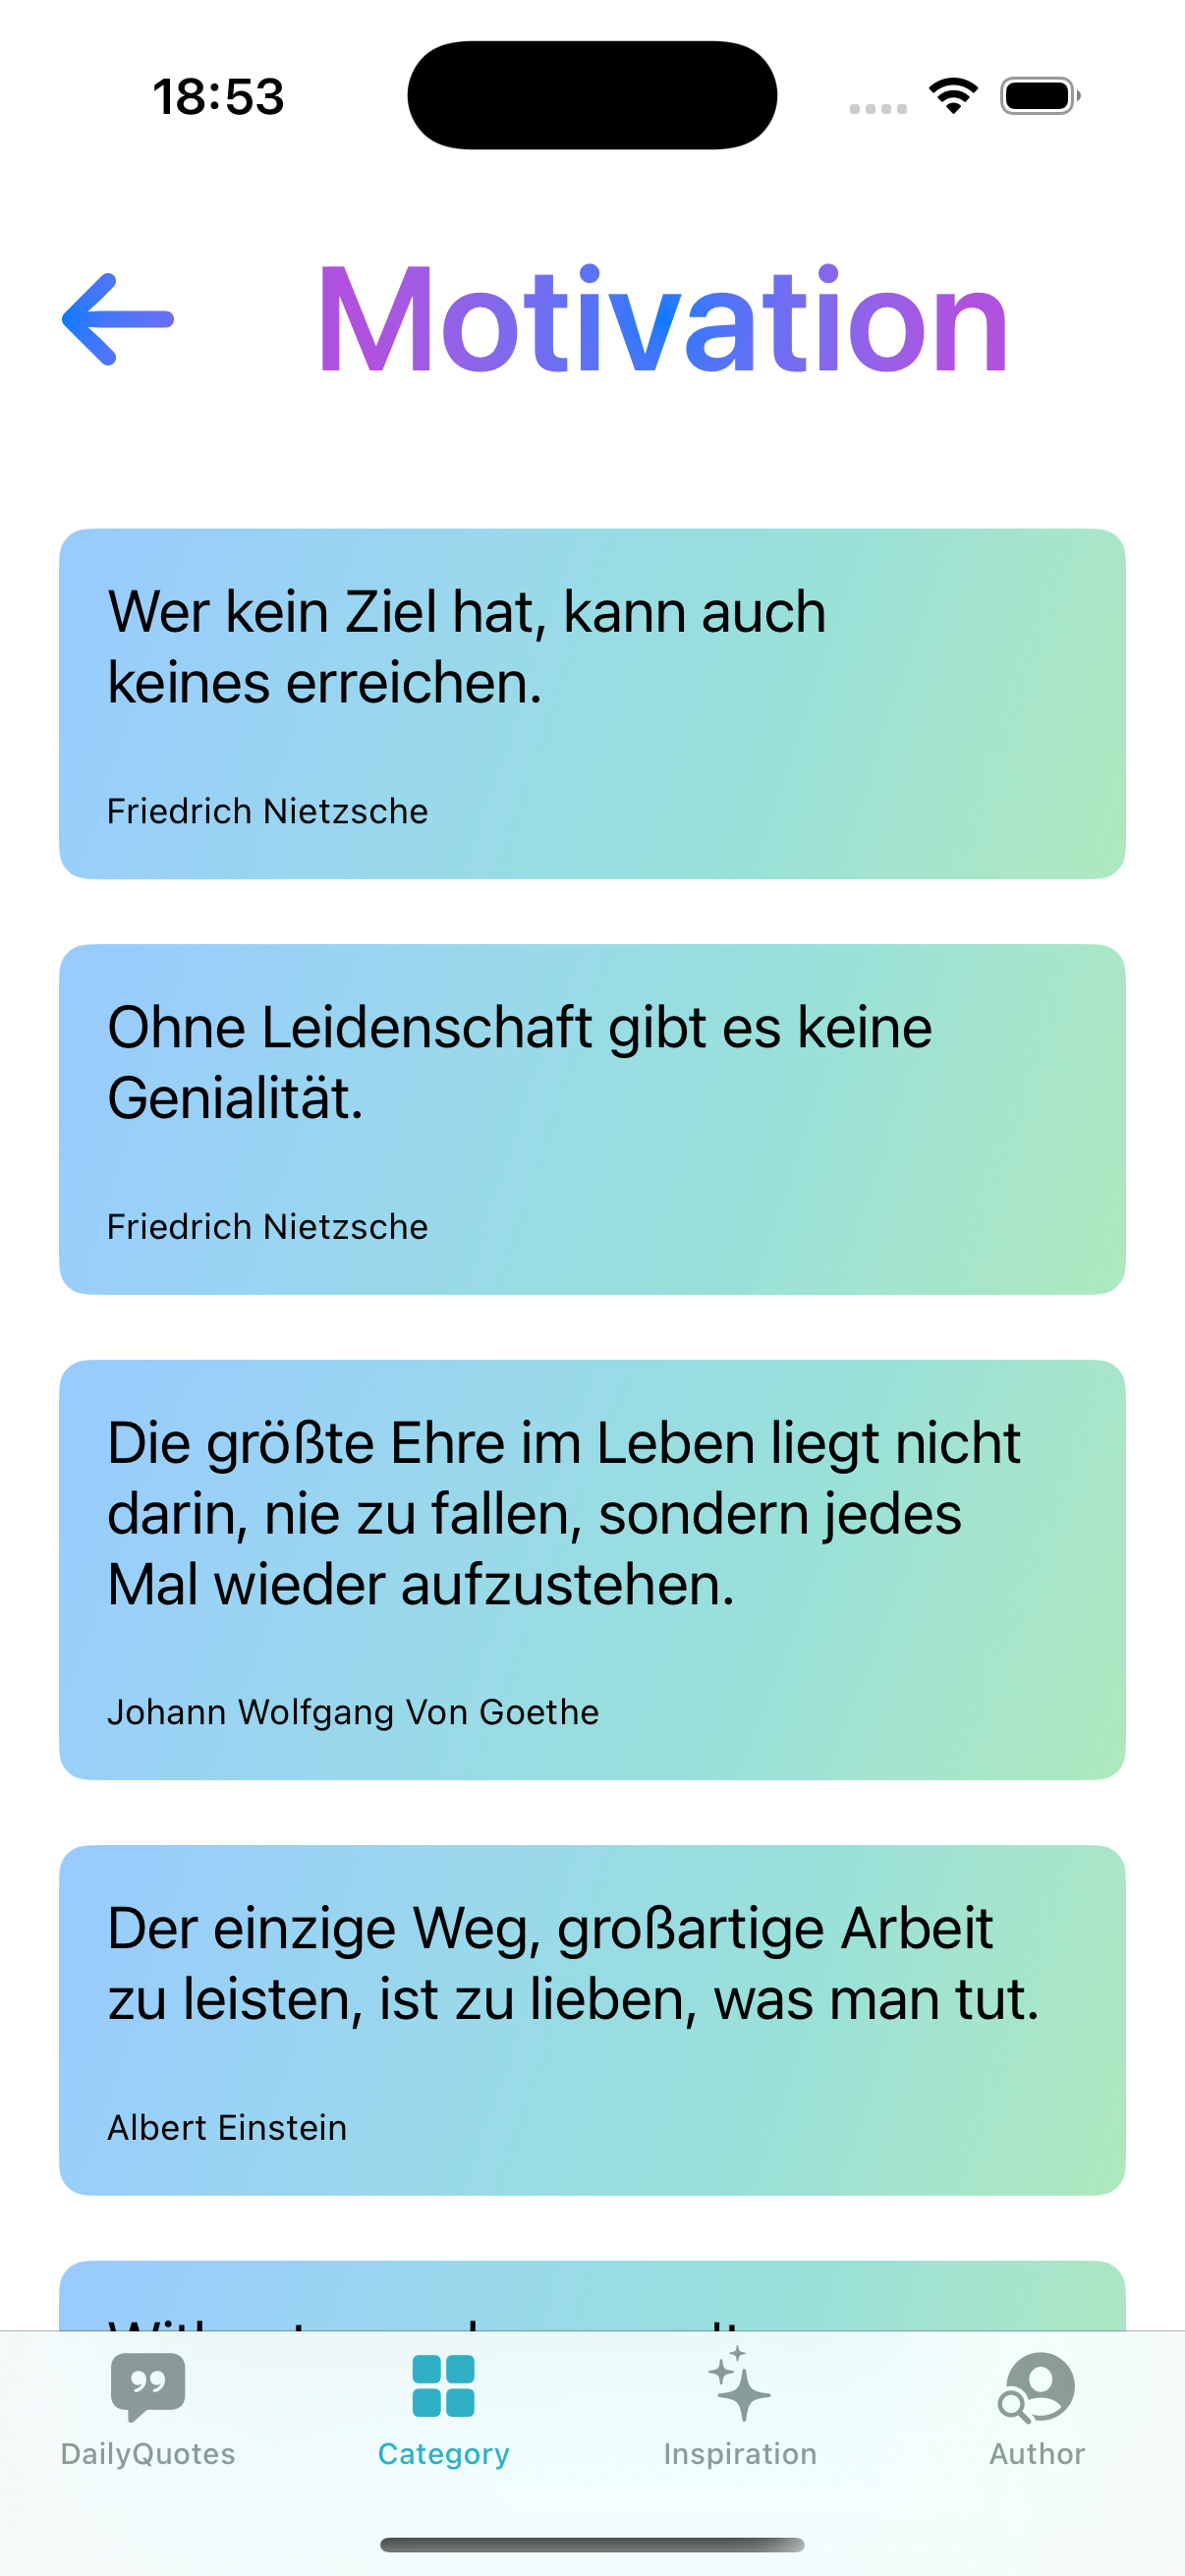 18:53
Motivation
Wer kein Ziel hat, kann auch
keines erreichen.
Friedrich Nietzsche
Ohne Leidenschaft gibt es keine
Genialität.
Friedrich Nietzsche
Die größte Ehre im Leben liegt nicht
darin, nie zu fallen, sondern jedes
Mal wieder aufzustehen.
Johann Wolfgang Von Goethe
Der einzige Weg, großartige Arbeit
zu leisten, ist zu lieben, was man tut.
Albert Einstein
DailyQuotes
Category
Inspiration
Author